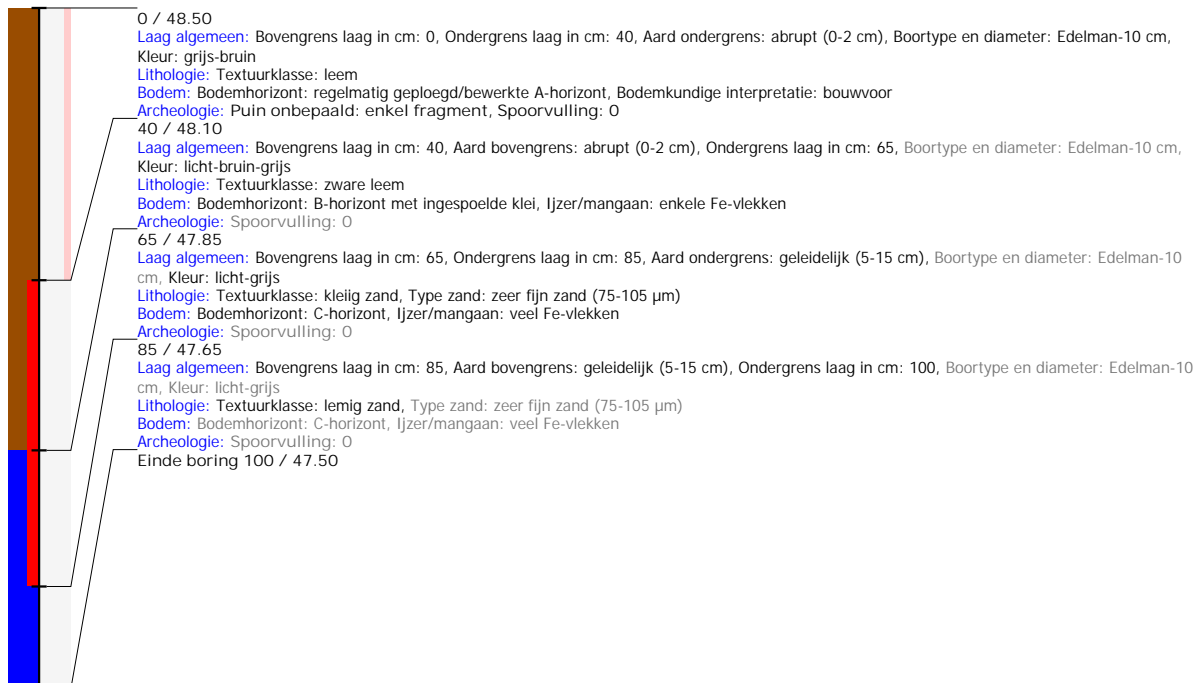 0 / 48.50
Laag algemeen: Bovengrens laag in cm: 0, Ondergrens laag in cm: 40, Aard ondergrens: abrupt (0-2 cm), Boortype en diameter: Edelman-10 cm,
Kleur: grijs-bruin
Lithologie: Textuurklasse: leem
Bodem: Bodemhorizont: regelmatig geploegd/bewerkte A-horizont, Bodemkundige interpretatie: bouwvoor
Archeologie: Puin onbepaald: enkel fragment, Spoorvulling: 0
40 / 48.10
Laag algemeen: Bovengrens laag in cm: 40, Aard bovengrens: abrupt (0-2 cm), Ondergrens laag in cm: 65, Boortype en diameter: Edelman-10 cm,
Kleur: licht-bruin-grijs
Lithologie: Textuurklasse: zware leem
Bodem: Bodemhorizont: B-horizont met ingespoelde klei, Ijzer/mangaan: enkele Fe-vlekken
Archeologie: Spoorvulling: 0
65 / 47.85
Laag algemeen: Bovengrens laag in cm: 65, Ondergrens laag in cm: 85, Aard ondergrens: geleidelijk (5-15 cm), Boortype en diameter: Edelman-10
cm, Kleur: licht-grijs
Lithologie: Textuurklasse: kleiig zand, Type zand: zeer fijn zand (75-105 µm)
Bodem: Bodemhorizont: C-horizont, Ijzer/mangaan: veel Fe-vlekken
Archeologie: Spoorvulling: 0
85 / 47.65
Laag algemeen: Bovengrens laag in cm: 85, Aard bovengrens: geleidelijk (5-15 cm), Ondergrens laag in cm: 100, Boortype en diameter: Edelman-10
cm, Kleur: licht-grijs
Lithologie: Textuurklasse: lemig zand, Type zand: zeer fijn zand (75-105 µm)
Bodem: Bodemhorizont: C-horizont, Ijzer/mangaan: veel Fe-vlekken
Archeologie: Spoorvulling: 0
Einde boring 100 / 47.50